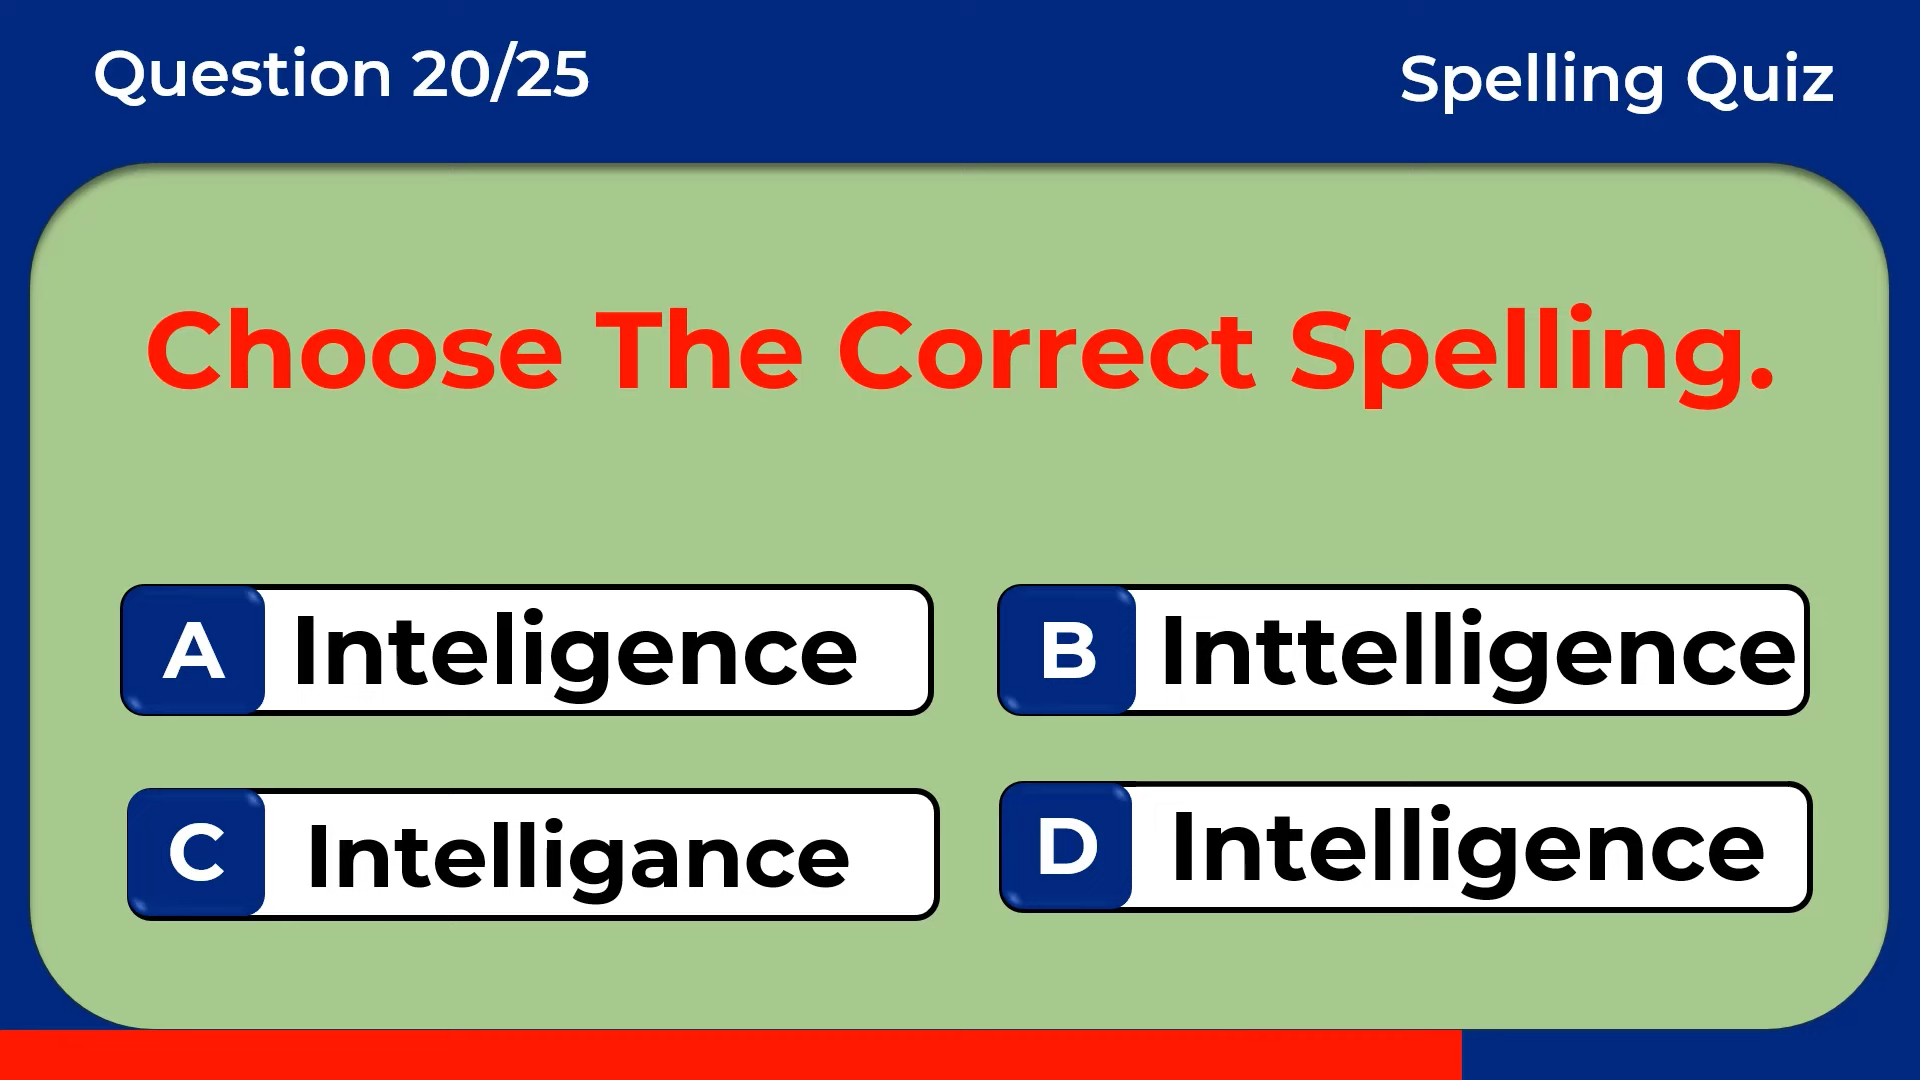 Question 20/25
Spelling Quiz
Choose The Correct Spelling.
A Inteligence
B Inttelligence
C Intelligance
D Intelligence